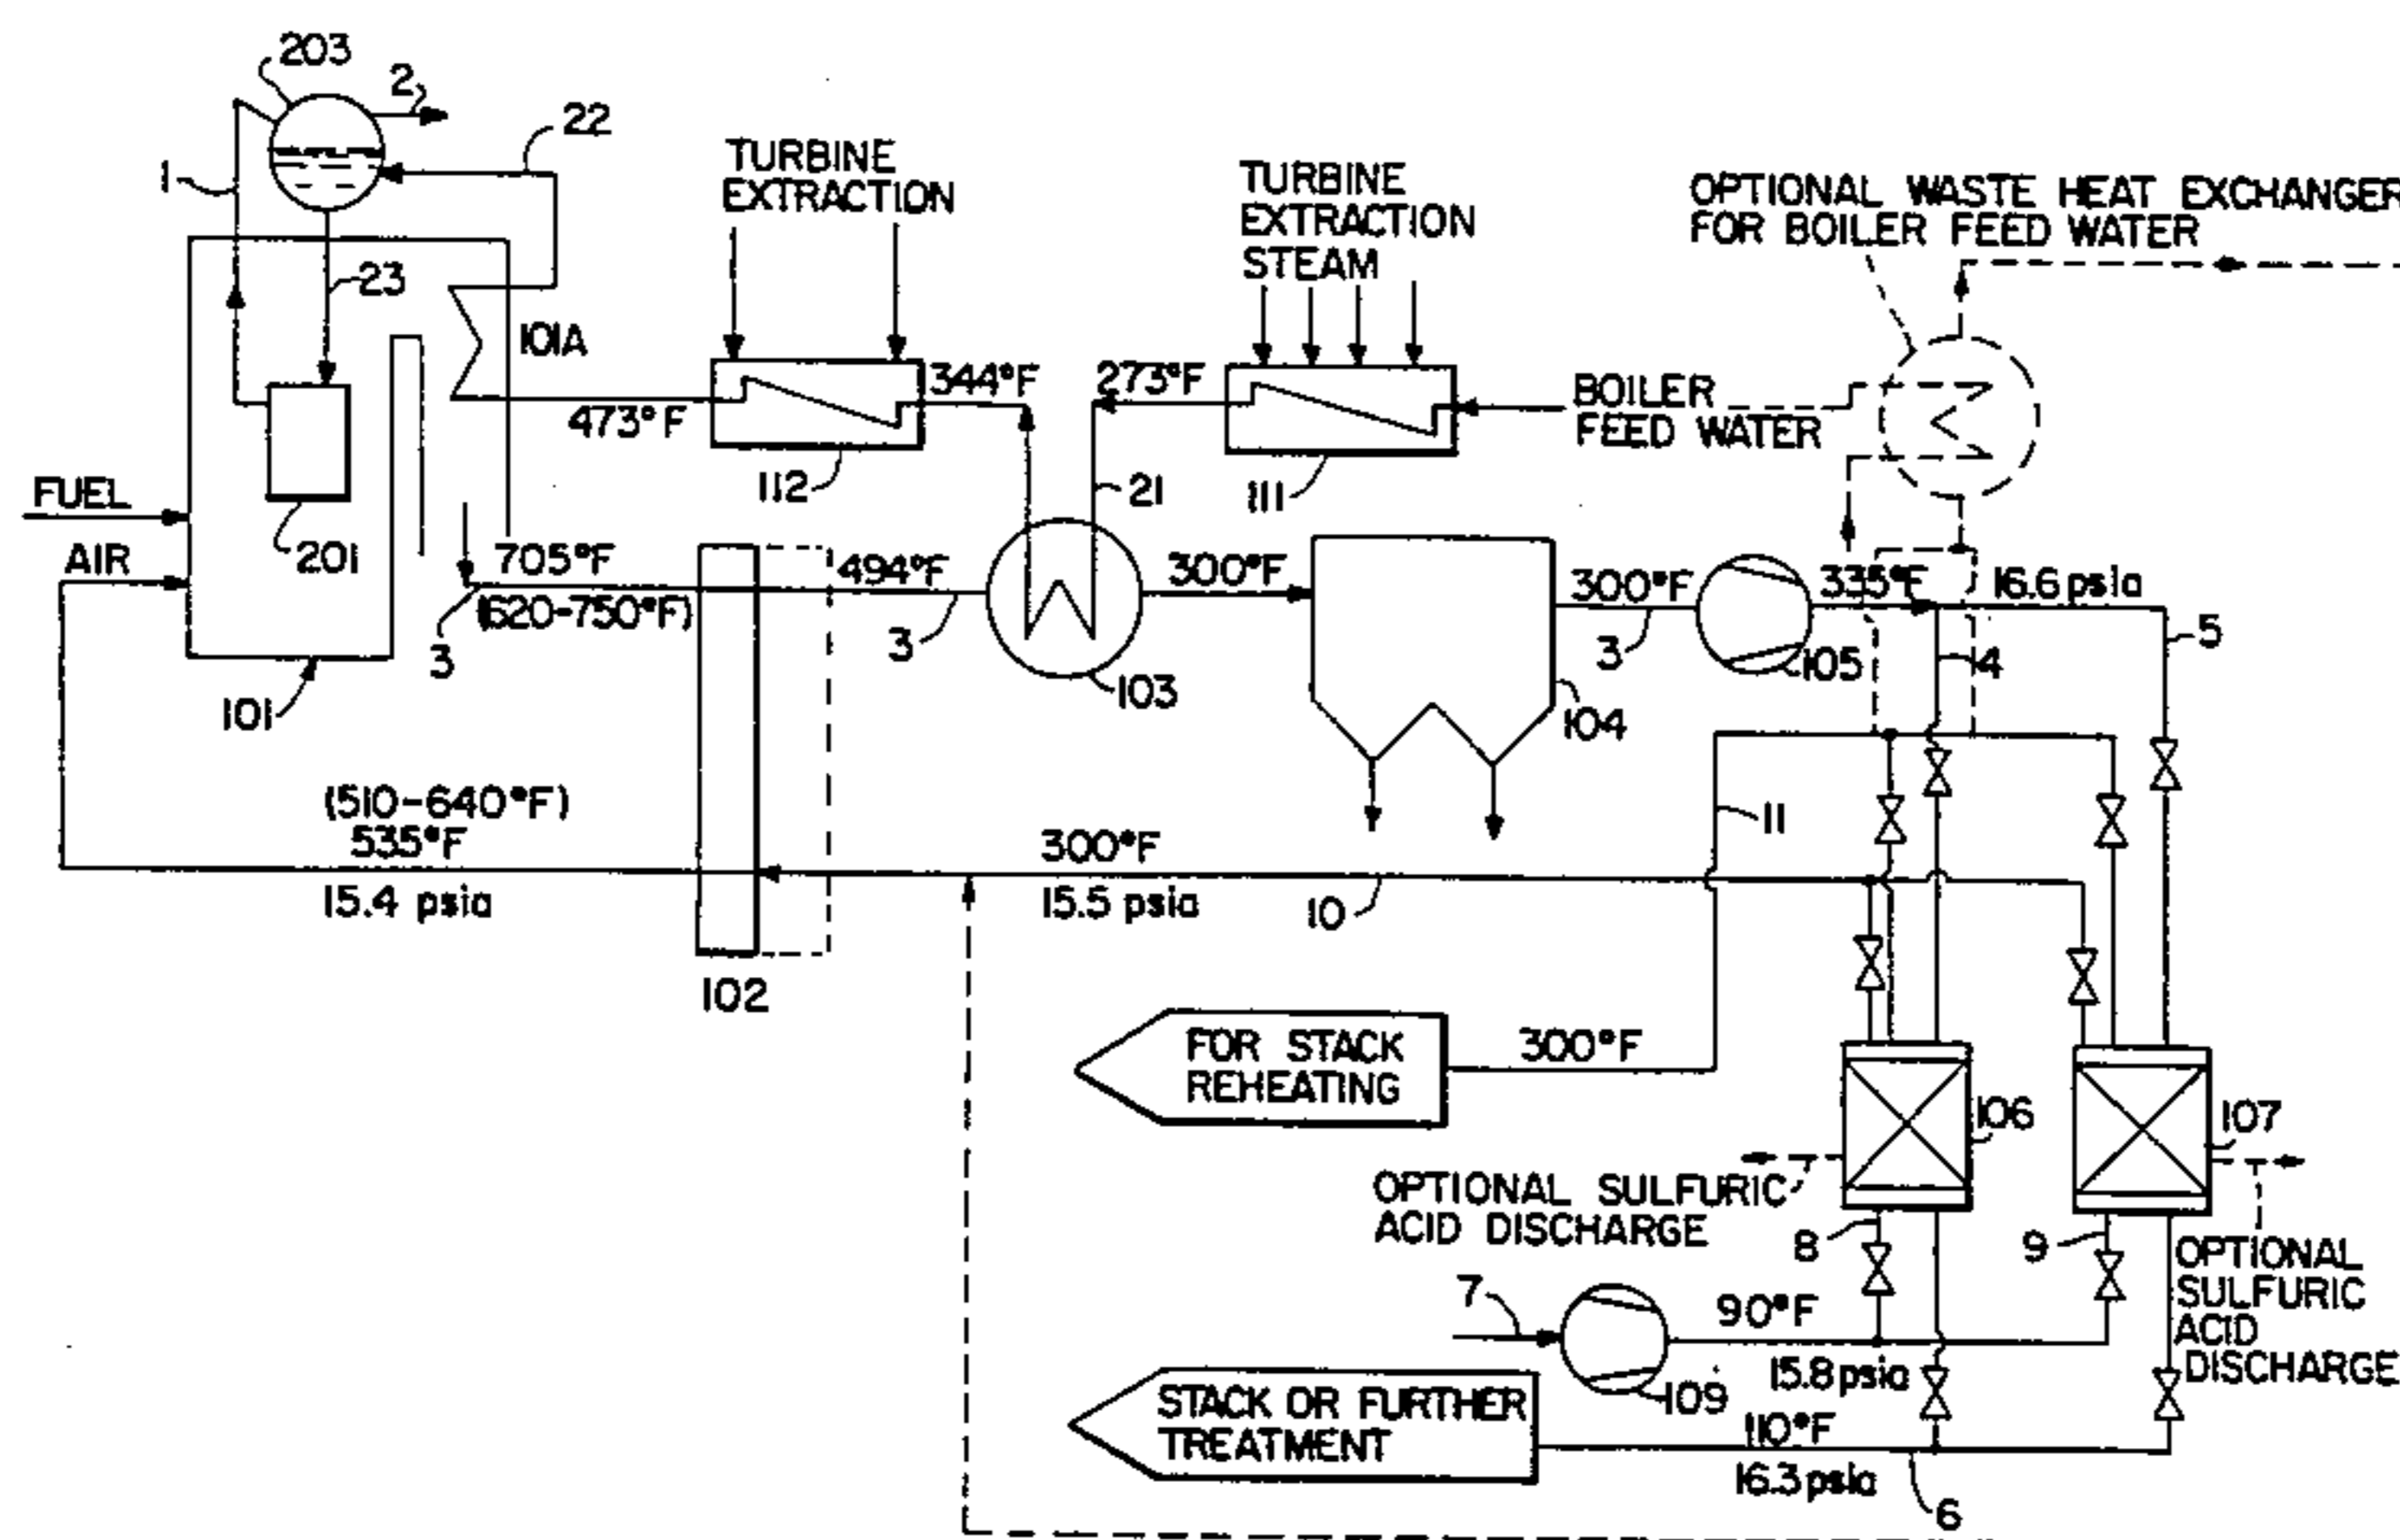 203
2
22
1
TURBINE
EXTRACTION
TURBINE
EXTRACTION
STEAM
OPTIONAL WASTE HEAT EXCHANGER
FOR BOILER FEED WATER
23
101A
344°F
273°F
BOILER
FEED WATER
473°F
112
21
111
FUEL
AIR
201
705°F
(620-750°F)
494°F
300°F
300°F
335°F
16.6 psia
3
3
3
5
4
103
104
105
101
(510-640°F)
535°F
15.4 psia
300°F
15.5 psia
10
11
102
FOR STACK
REHEATING
300°F
106
107
OPTIONAL SULFURIC
ACID DISCHARGE
8
9
OPTIONAL
SULFURIC
ACID
DISCHARGE
7
90°F
15.8 psia
109
STACK OR FURTHER
TREATMENT
110°F
16.3 psia
6